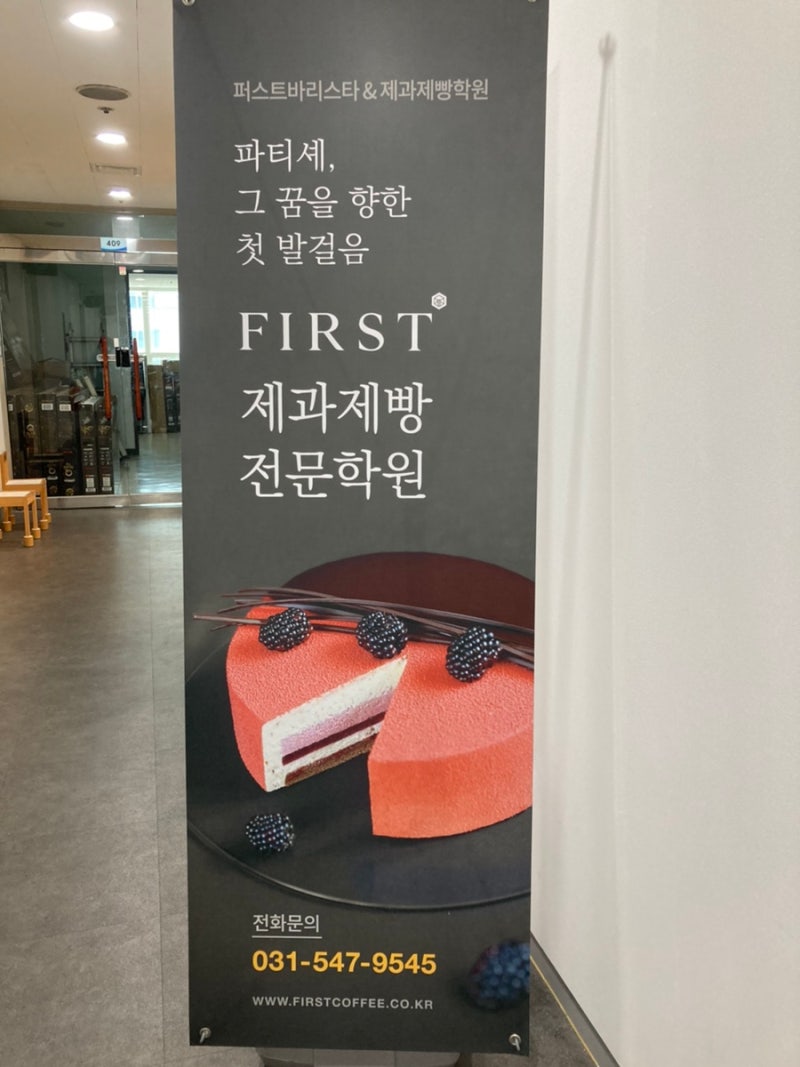 퍼스트바리스타 & 제과제빵학원
파티셰,
그 꿈을 향한
첫 발걸음
FIRST
제과제빵
전문학원
409
전화문의
031-547-9545
WWW.FIRSTCOFFEE.CO.KR